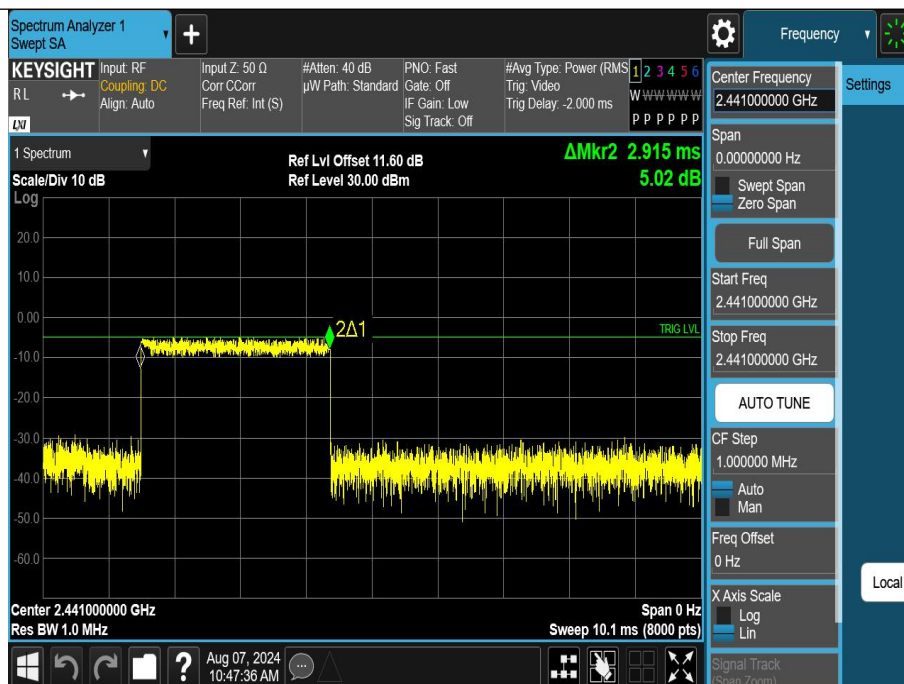 Spectrum Analyzer 1
Swept SA
Frequency
KEYSIGHT
RL
LXI
Input: RF
Coupling: DC
Align: Auto
Input Z: 50 Ω
Corr CCorr
Freq Ref: Int (S)
#Atten: 40 dB
µW Path: Standard
PNO: Fast
Gate: Off
IF Gain: Low
Sig Track: Off
#Avg Type: Power (RMS
Trig: Video
Trig Delay: -2.000 ms
1 2 3 4 5 6
W W W W W W
P P P P P P
Center Frequency
2.441000000 GHz
Settings
Span
0.00000000 Hz
Swept Span
Zero Span
Full Span
Start Freq
2.441000000 GHz
Stop Freq
2.441000000 GHz
AUTO TUNE
CF Step
1.000000 MHz
Auto
Man
Freq Offset
0 Hz
X Axis Scale
Log
Lin
Signal Track
(Span Zoom)
Local
1 Spectrum
Scale/Div 10 dB
Log
Ref Lvl Offset 11.60 dB
Ref Level 30.00 dBm
ΔMkr2 2.915 ms
5.02 dB
20.0
10.0
0.00
-10.0
-20.0
-30.0
-40.0
-50.0
-60.0
2Δ1
TRIG LVL
Center 2.441000000 GHz
Res BW 1.0 MHz
Span 0 Hz
Sweep 10.1 ms (8000 pts)
?
Aug 07, 2024
10:47:36 AM